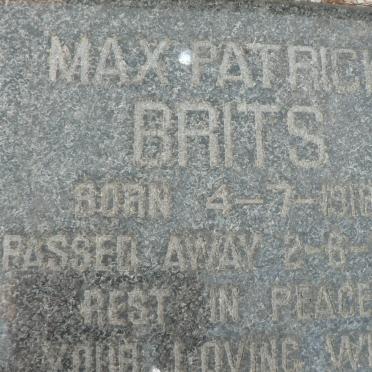 MAX PATRICK
BRITS
BORN 4-7-1918
PASSED AWAY 2-6-
REST IN PEACE
YOUR LOVING